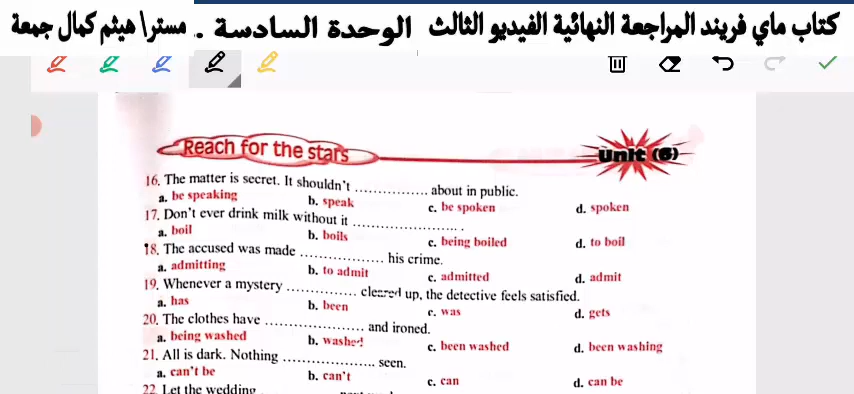 كتاب ماي فريند المراجعة النهائية الفيديو الثالث الوحدة السادسة . مستر\ هيثم كمال جمعة
Reach for the stars Unit (6)
16. The matter is secret. It shouldn't ............... about in public.
a. be speaking b. speak c. be spoken d. spoken
17. Don't ever drink milk without it ..................... .
a. boil b. boils c. being boiled d. to boil
18. The accused was made ................. his crime.
a. admitting b. to admit c. admitted d. admit
19. Whenever a mystery .............. cleared up, the detective feels satisfied.
a. has b. been c. was d. gets
20. The clothes have .................... and ironed.
a. being washed b. washed c. been washed d. been washing
21. All is dark. Nothing .................. seen.
a. can't be b. can't c. can d. can be
22 Let the wedding